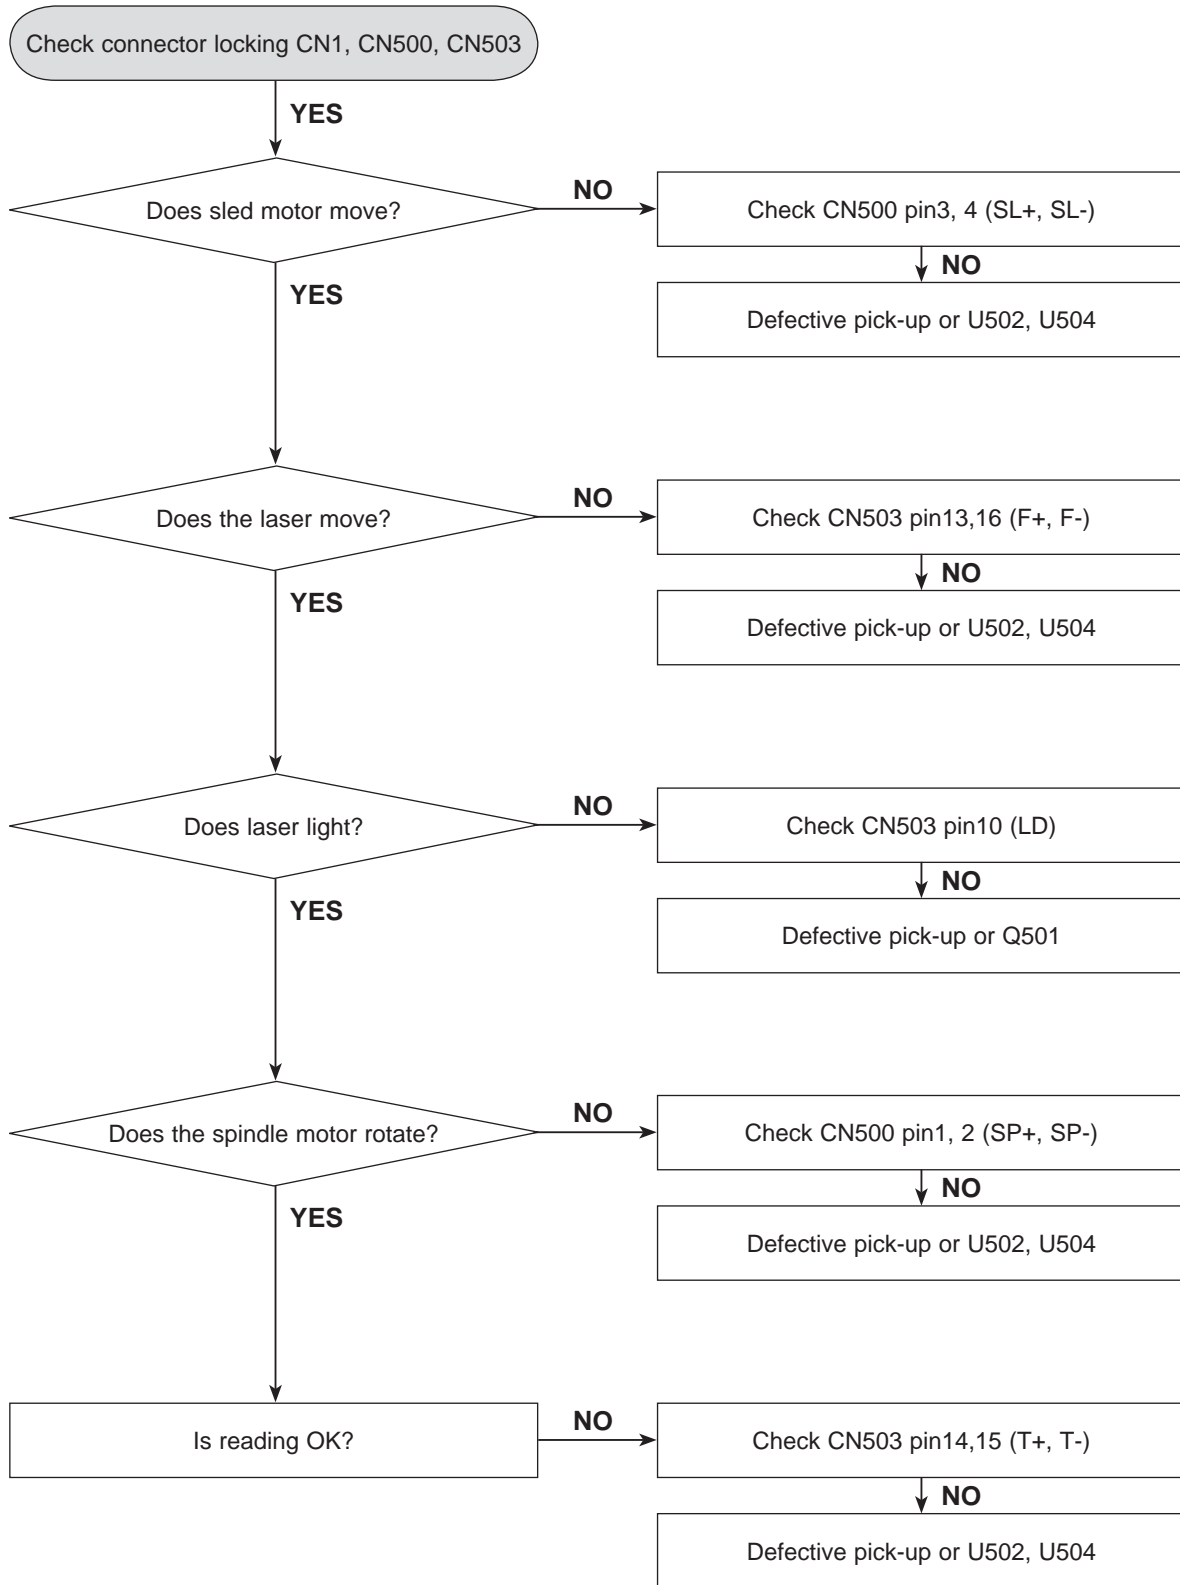 Check connector locking CN1, CN500, CN503
YES
Does sled motor move?
NO
Check CN500 pin3, 4 (SL+, SL-)
NO
Defective pick-up or U502, U504
YES
Does the laser move?
NO
Check CN503 pin13,16 (F+, F-)
NO
Defective pick-up or U502, U504
YES
Does laser light?
NO
Check CN503 pin10 (LD)
NO
Defective pick-up or Q501
YES
Does the spindle motor rotate?
NO
Check CN500 pin1, 2 (SP+, SP-)
NO
Defective pick-up or U502, U504
YES
Is reading OK?
NO
Check CN503 pin14,15 (T+, T-)
NO
Defective pick-up or U502, U504